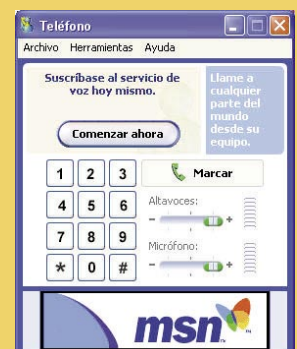 Teléfono
Archivo Herramientas Ayuda
Suscríbase al servicio de
voz hoy mismo.
Comenzar ahora
Llame a
cualquier
parte del
mundo
desde su
equipo.
1 2 3
Marcar
4 5 6
Altavoces:
- +
7 8 9
Micrófono:
- +
* 0 #
msn